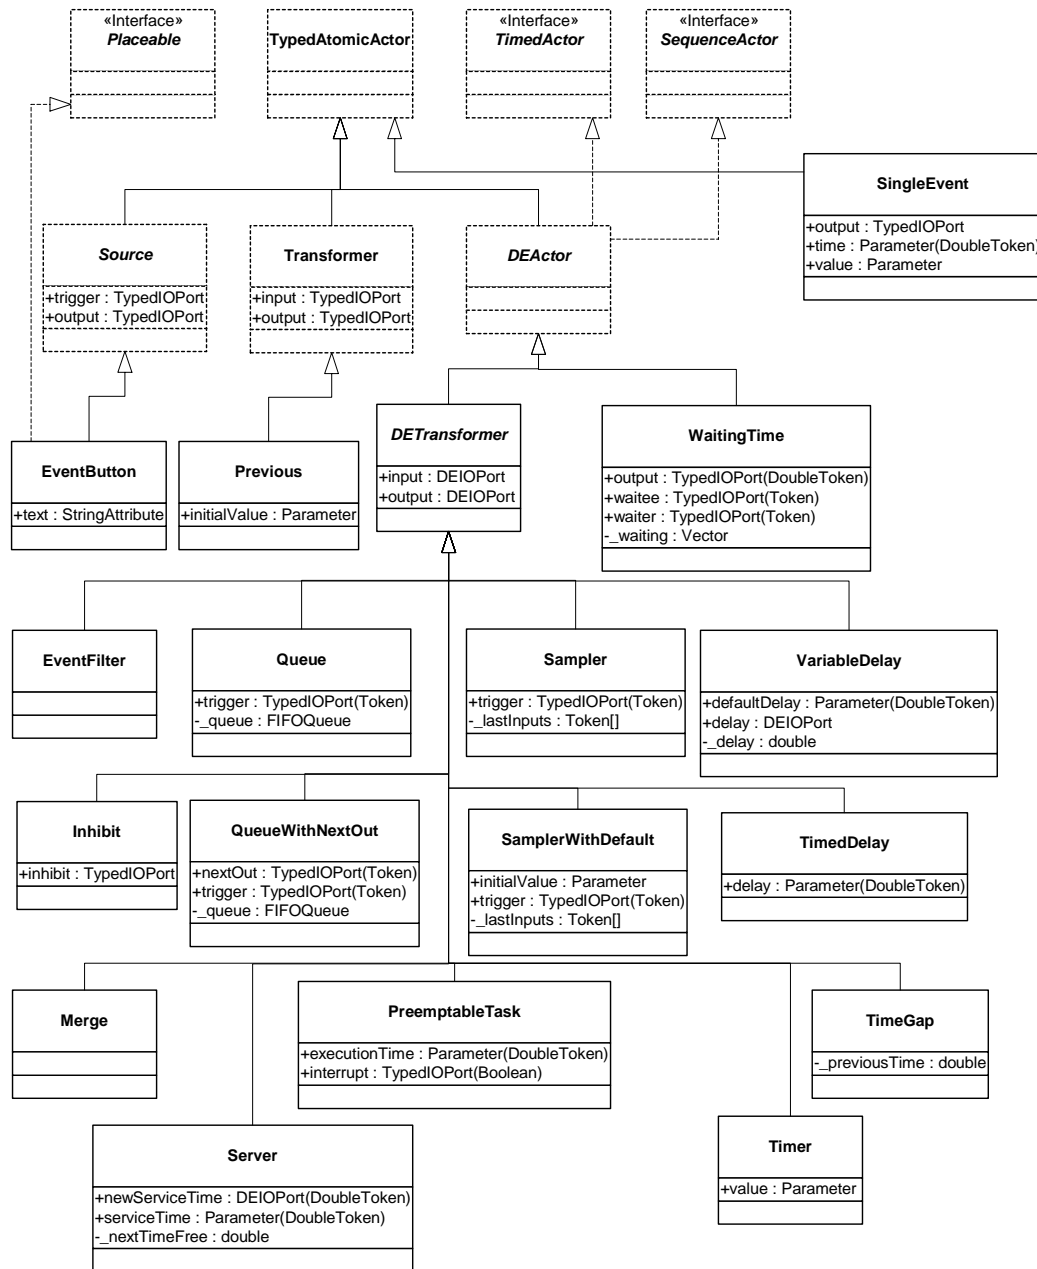 «Interface»
Placeable
TypedAtomicActor
«Interface»
TimedActor
«Interface»
SequenceActor
SingleEvent
+output : TypedIOPort
+time : Parameter(DoubleToken)
+value : Parameter
Source
+trigger : TypedIOPort
+output : TypedIOPort
Transformer
+input : TypedIOPort
+output : TypedIOPort
DEActor
EventButton
+text : StringAttribute
Previous
+initialValue : Parameter
DETransformer
+input : DEIOPort
+output : DEIOPort
WaitingTime
+output : TypedIOPort(DoubleToken)
+waitee : TypedIOPort(Token)
+waiter : TypedIOPort(Token)
-_waiting : Vector
EventFilter
Queue
+trigger : TypedIOPort(Token)
-_queue : FIFOQueue
Sampler
+trigger : TypedIOPort(Token)
-_lastInputs : Token[]
VariableDelay
+defaultDelay : Parameter(DoubleToken)
+delay : DEIOPort
-_delay : double
Inhibit
+inhibit : TypedIOPort
QueueWithNextOut
+nextOut : TypedIOPort(Token)
+trigger : TypedIOPort(Token)
-_queue : FIFOQueue
SamplerWithDefault
+initialValue : Parameter
+trigger : TypedIOPort(Token)
-_lastInputs : Token[]
TimedDelay
+delay : Parameter(DoubleToken)
Merge
PreemptableTask
+executionTime : Parameter(DoubleToken)
+interrupt : TypedIOPort(Boolean)
TimeGap
-_previousTime : double
Server
+newServiceTime : DEIOPort(DoubleToken)
+serviceTime : Parameter(DoubleToken)
-_nextTimeFree : double
Timer
+value : Parameter